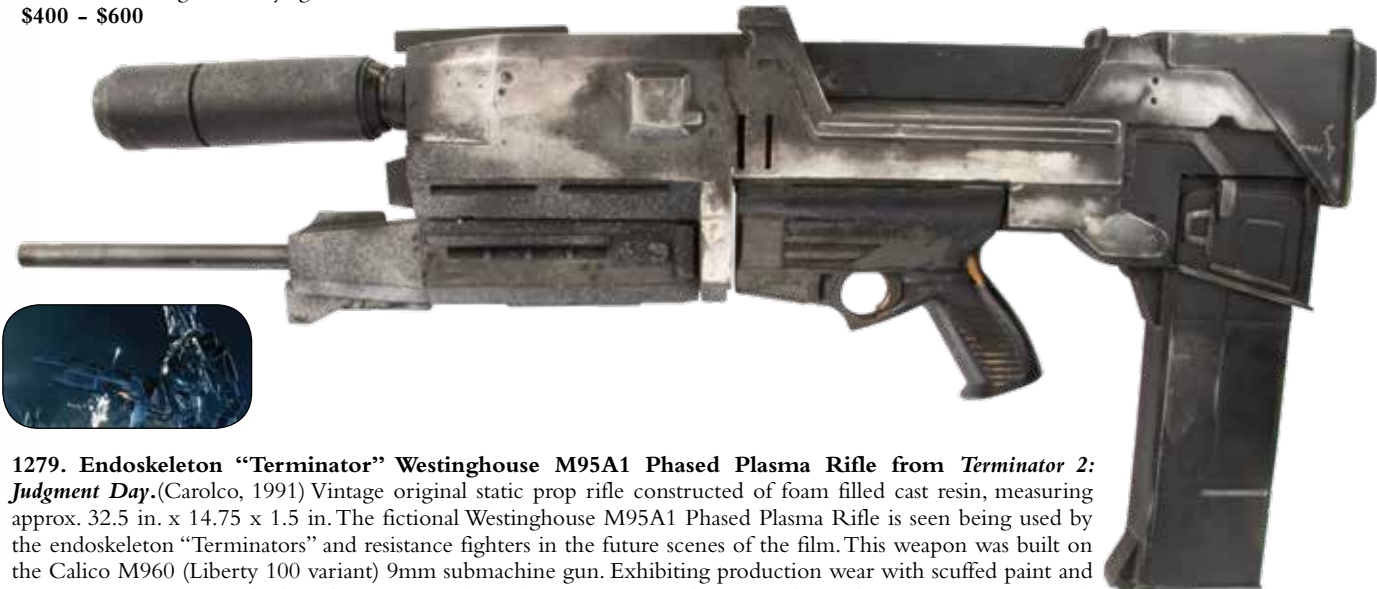 $400 - $600
1279. Endoskeleton “Terminator” Westinghouse M95A1 Phased Plasma Rifle from Terminator 2:
Judgment Day.(Carolco, 1991) Vintage original static prop rifle constructed of foam filled cast resin, measuring
approx. 32.5 in. x 14.75 x 1.5 in. The fictional Westinghouse M95A1 Phased Plasma Rifle is seen being used by
the endoskeleton “Terminators” and resistance fighters in the future scenes of the film. This weapon was built on
the Calico M960 (Liberty 100 variant) 9mm submachine gun. Exhibiting production wear with scuffed paint and